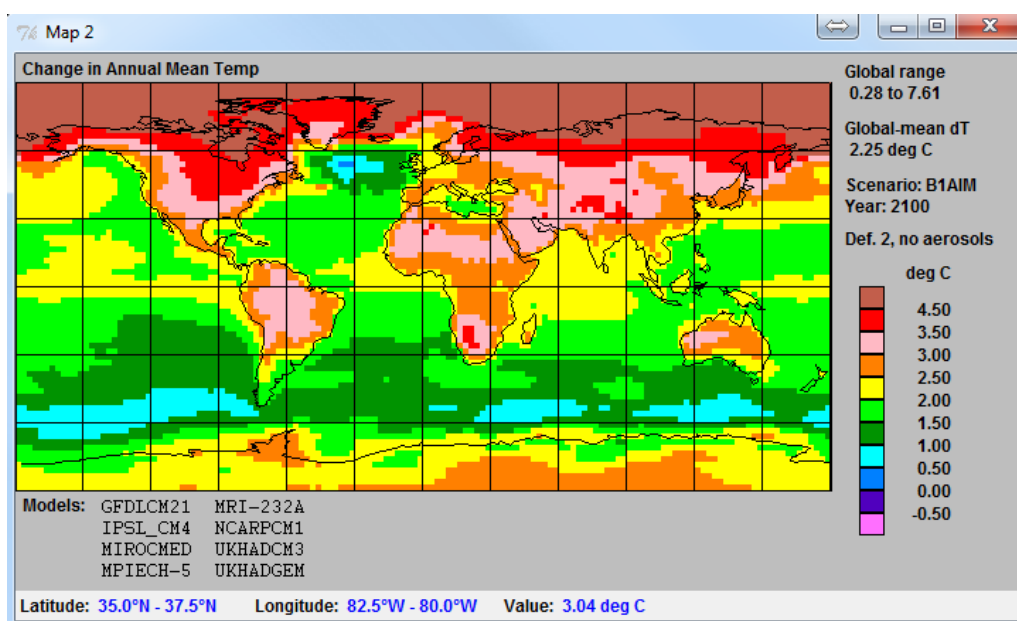 Map 2
Change in Annual Mean Temp
Global range
0.28 to 7.61
Global-mean dT
2.25 deg C
Scenario: B1AIM
Year: 2100
Def. 2, no aerosols
deg C
4.50
3.50
3.00
2.50
2.00
1.50
1.00
0.50
0.00
-0.50
Models: GFDLCM21 MRI-232A
IPSL_CM4 NCARPCM1
MIROCMED UKHADCM3
MPIECH-5 UKHADGEM
Latitude: 35.0°N - 37.5°N Longitude: 82.5°W - 80.0°W Value: 3.04 deg C